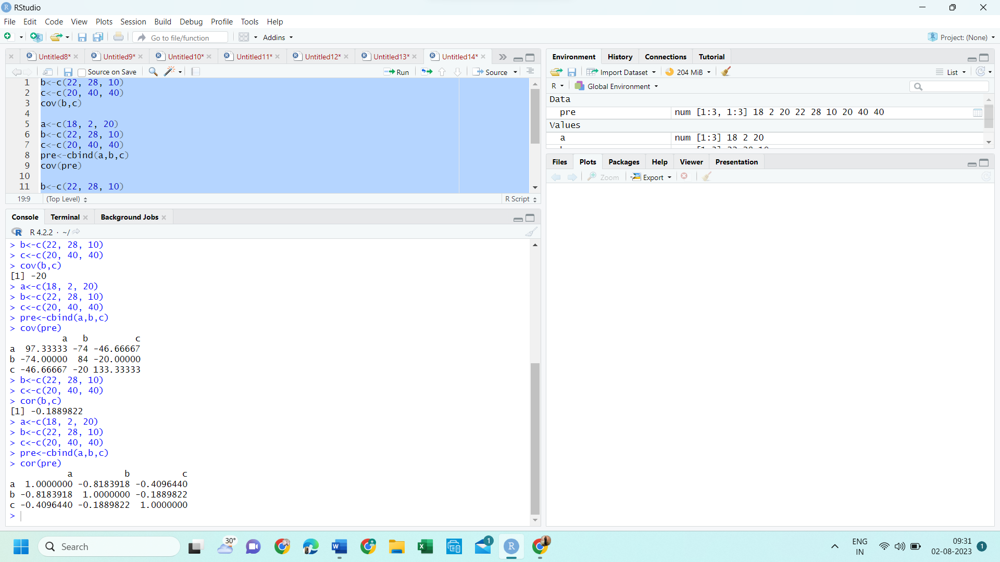 RStudio
File Edit Code View Plots Session Build Debug Profile Tools Help
Go to file/function Addins Project: (None)
Untitled8* Untitled9* Untitled10* Untitled11* Untitled12* Untitled13* Untitled14*
Source on Save Run Source
1 b<-c(22, 28, 10)
2 c<-c(20, 40, 40)
3 cov(b,c)
4
5 a<-c(18, 2, 20)
6 b<-c(22, 28, 10)
7 c<-c(20, 40, 40)
8 pre<-cbind(a,b,c)
9 cov(pre)
10
11 b<-c(22, 28, 10)
19:9 (Top Level) R Script
Console Terminal Background Jobs
R 4.2.2 · ~/
> b<-c(22, 28, 10)
> c<-c(20, 40, 40)
> cov(b,c)
[1] -20
> a<-c(18, 2, 20)
> b<-c(22, 28, 10)
> c<-c(20, 40, 40)
> pre<-cbind(a,b,c)
> cov(pre)
a b c
a 97.33333 -74 -46.66667
b -74.00000 84 -20.00000
c -46.66667 -20 133.33333
> b<-c(22, 28, 10)
> c<-c(20, 40, 40)
> cor(b,c)
[1] -0.1889822
> a<-c(18, 2, 20)
> b<-c(22, 28, 10)
> c<-c(20, 40, 40)
> pre<-cbind(a,b,c)
> cor(pre)
a b c
a 1.0000000 -0.8183918 -0.4096440
b -0.8183918 1.0000000 -0.1889822
c -0.4096440 -0.1889822 1.0000000
>
Environment History Connections Tutorial
Import Dataset 204 MiB List
R Global Environment
Data
pre num [1:3, 1:3] 18 2 20 22 28 10 20 40 40
Values
a num [1:3] 18 2 20
Files Plots Packages Help Viewer Presentation
Zoom Export
Search 30° 1 ENG 09:31
IN 02-08-2023 1